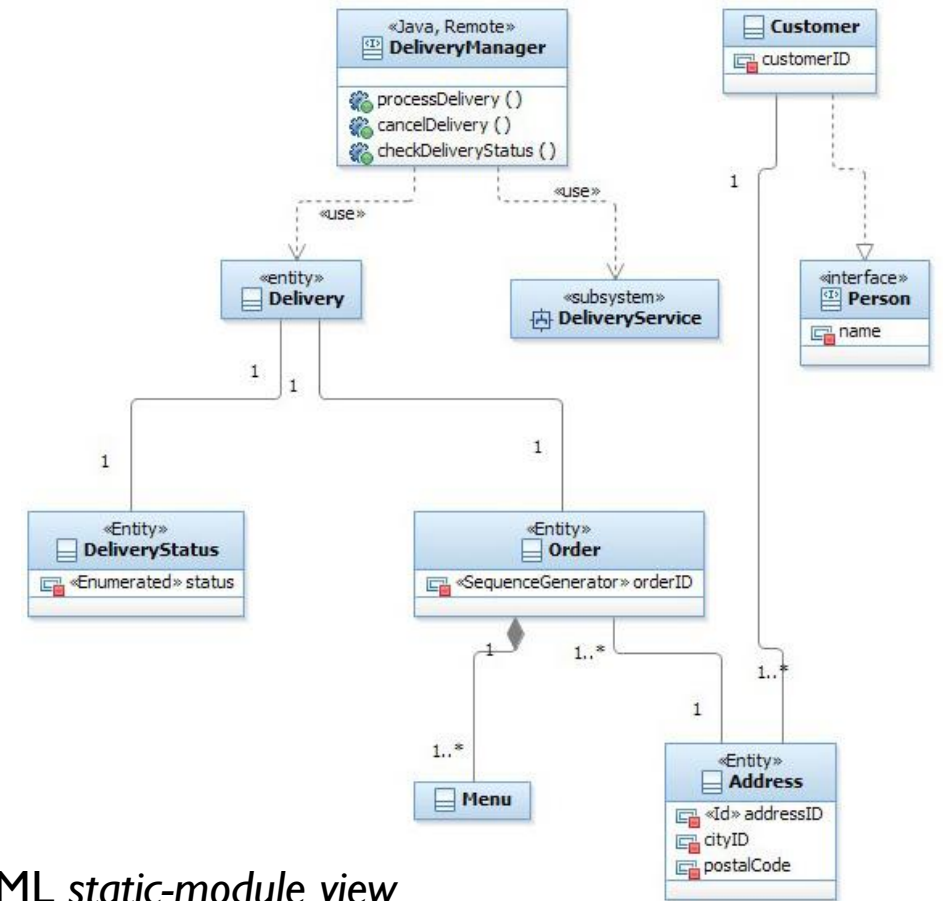 «Java, Remote»
DeliveryManager
processDelivery ( )
cancelDelivery ( )
checkDeliveryStatus ( )
Customer
customerID
1
«use»
«use»
«entity»
Delivery
«subsystem»
DeliveryService
«interface»
Person
name
1
1
1
1
«Entity»
DeliveryStatus
«Enumerated» status
«Entity»
Order
«SequenceGenerator» orderID
1
1..*
1..*
1
1..*
Menu
«Entity»
Address
«Id» addressID
cityID
postalCode
ML static-module view